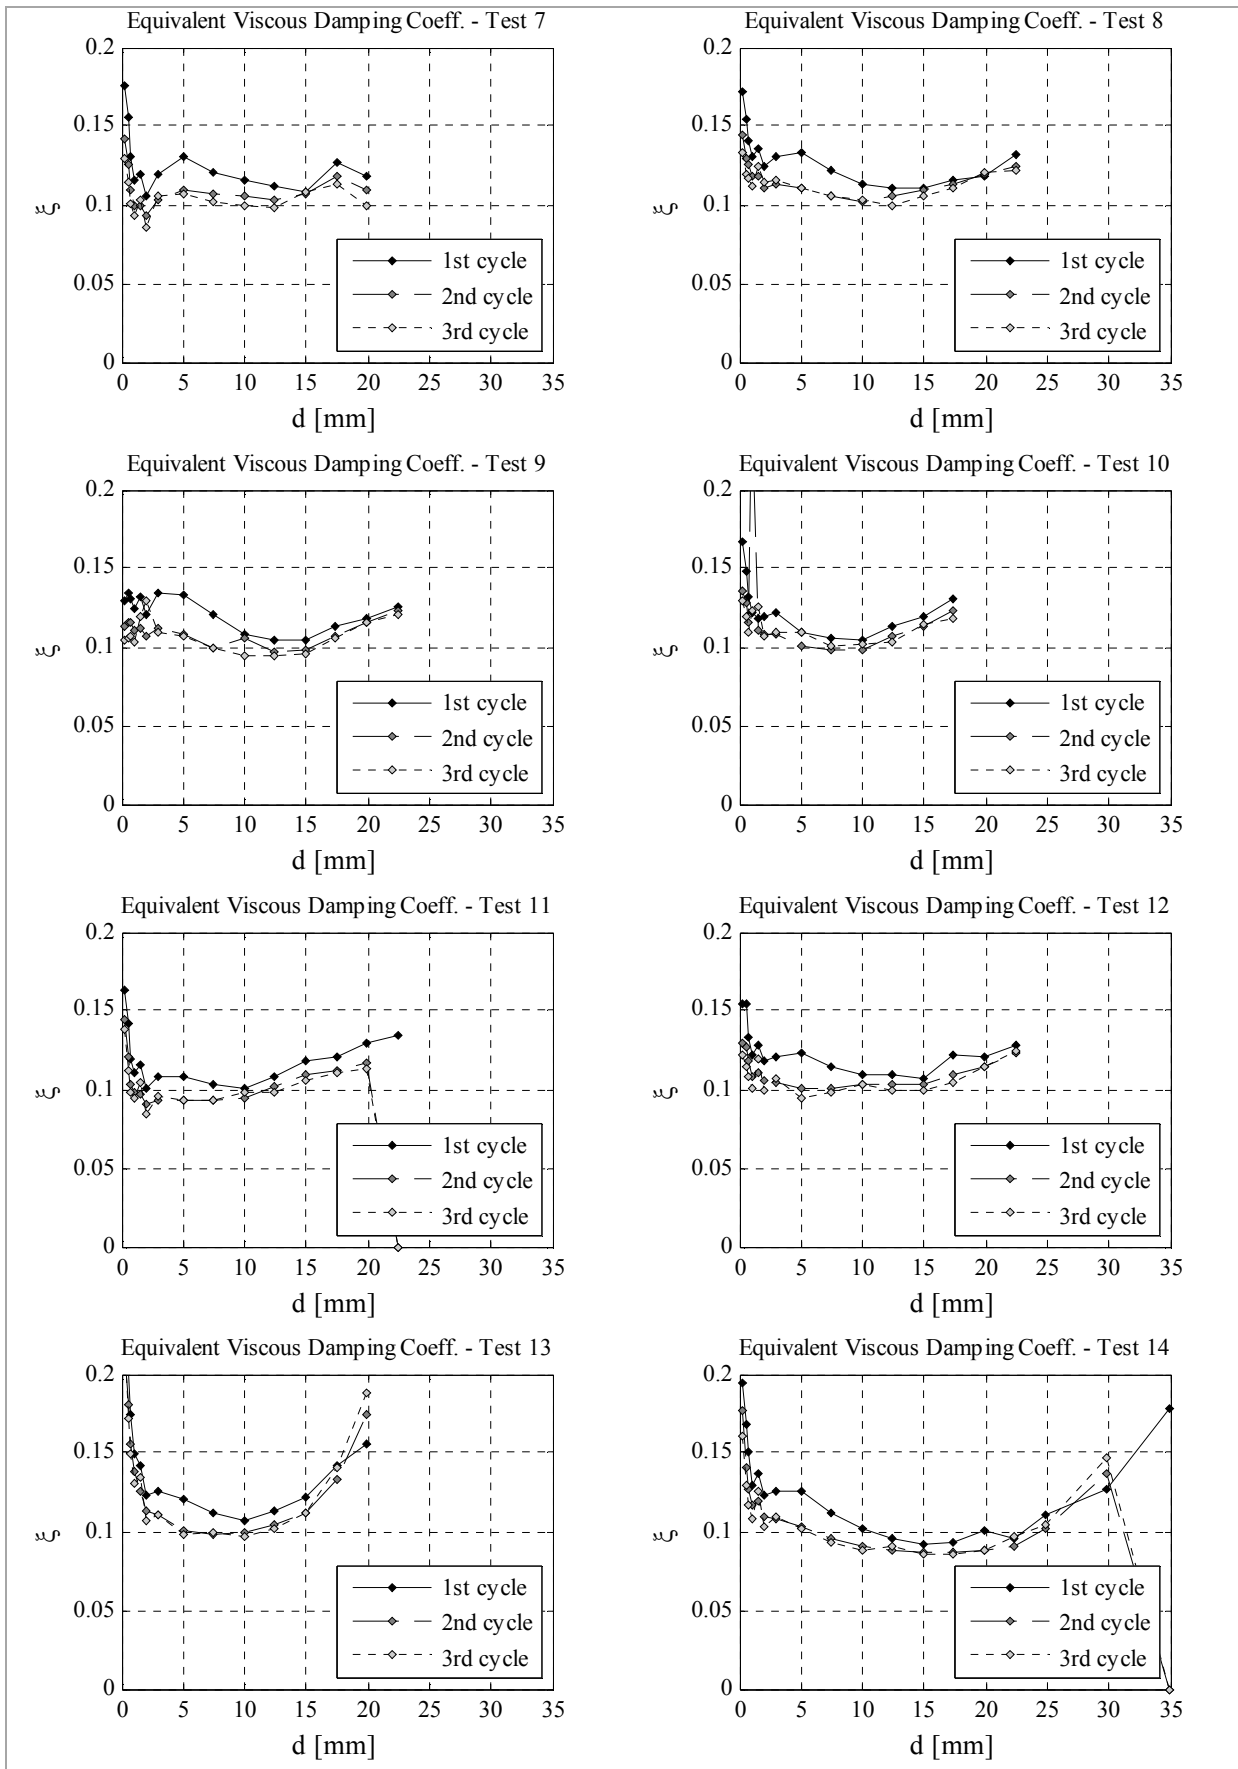 Equivalent Viscous Damping Coeff. - Test 7
0.2
0.15
0.1
0.05
0
ξ
1st cycle
2nd cycle
3rd cycle
0 5 10 15 20 25 30 35
d [mm]
Equivalent Viscous Damping Coeff. - Test 8
0.2
0.15
0.1
0.05
0
ξ
1st cycle
2nd cycle
3rd cycle
0 5 10 15 20 25 30 35
d [mm]
Equivalent Viscous Damping Coeff. - Test 9
0.2
0.15
0.1
0.05
0
ξ
1st cycle
2nd cycle
3rd cycle
0 5 10 15 20 25 30 35
d [mm]
Equivalent Viscous Damping Coeff. - Test 10
0.2
0.15
0.1
0.05
0
ξ
1st cycle
2nd cycle
3rd cycle
0 5 10 15 20 25 30 35
d [mm]
Equivalent Viscous Damping Coeff. - Test 11
0.2
0.15
0.1
0.05
0
ξ
1st cycle
2nd cycle
3rd cycle
0 5 10 15 20 25 30 35
d [mm]
Equivalent Viscous Damping Coeff. - Test 12
0.2
0.15
0.1
0.05
0
ξ
1st cycle
2nd cycle
3rd cycle
0 5 10 15 20 25 30 35
d [mm]
Equivalent Viscous Damping Coeff. - Test 13
0.2
0.15
0.1
0.05
0
ξ
1st cycle
2nd cycle
3rd cycle
0 5 10 15 20 25 30 35
d [mm]
Equivalent Viscous Damping Coeff. - Test 14
0.2
0.15
0.1
0.05
0
ξ
1st cycle
2nd cycle
3rd cycle
0 5 10 15 20 25 30 35
d [mm]